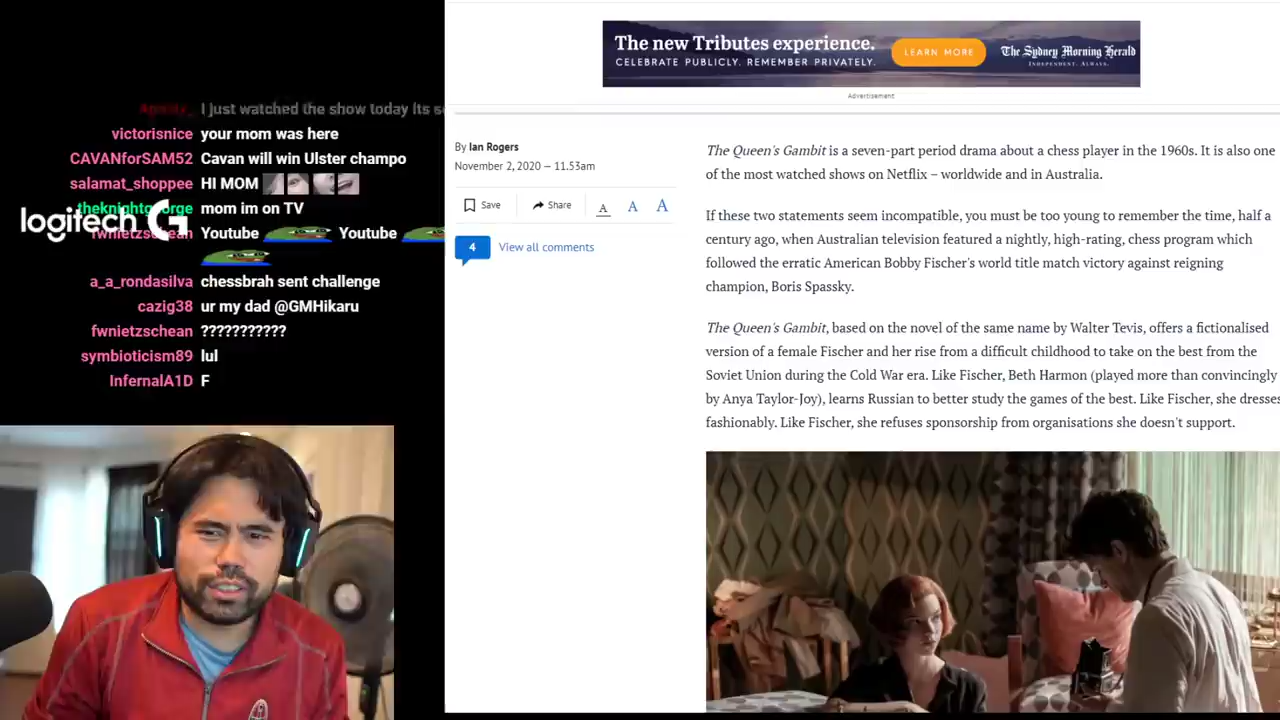 The new Tributes experience.
CELEBRATE PUBLICLY. REMEMBER PRIVATELY.
LEARN MORE
The Sydney Morning Herald
INDEPENDENT. ALWAYS.
Advertisement
I just watched the show today its
victorisnice your mom was here
CAVANforSAM52 Cavan will win Ulster champo
salamat_shoppee HI MOM
theknightgeorge mom im on TV
logitech G
fwnietzschean Youtube Youtube
a_a_rondasilva chessbrah sent challenge
cazig38 ur my dad @GMHikaru
fwnietzschean ???????????
symbioticism89 lul
InfernalA1D F
By Ian Rogers
November 2, 2020 — 11.53am
Save
Share
A A A
4 View all comments
The Queen's Gambit is a seven-part period drama about a chess player in the 1960s. It is also one
of the most watched shows on Netflix – worldwide and in Australia.
If these two statements seem incompatible, you must be too young to remember the time, half a
century ago, when Australian television featured a nightly, high-rating, chess program which
followed the erratic American Bobby Fischer's world title match victory against reigning
champion, Boris Spassky.
The Queen's Gambit, based on the novel of the same name by Walter Tevis, offers a fictionalised
version of a female Fischer and her rise from a difficult childhood to take on the best from the
Soviet Union during the Cold War era. Like Fischer, Beth Harmon (played more than convincingly
by Anya Taylor-Joy), learns Russian to better study the games of the best. Like Fischer, she dresses
fashionably. Like Fischer, she refuses sponsorship from organisations she doesn't support.